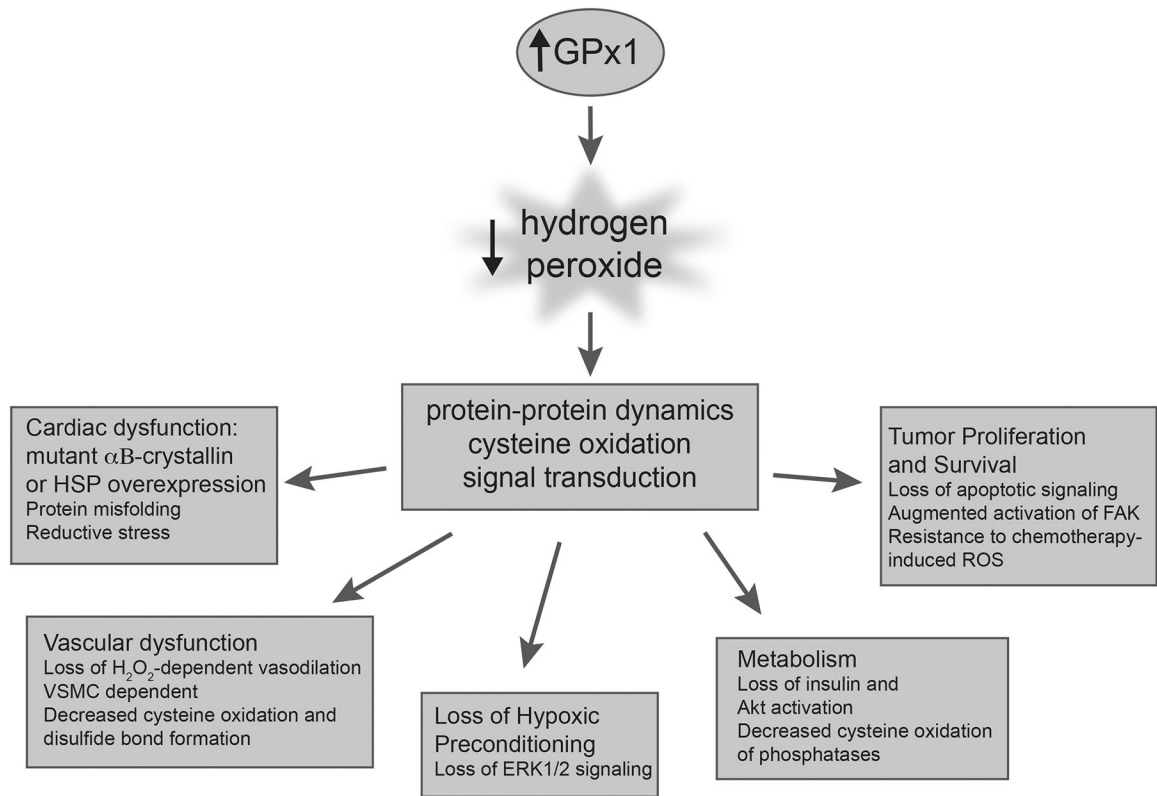 GPx1
hydrogen
peroxide
protein-protein dynamics
cysteine oxidation
signal transduction
Cardiac dysfunction:
mutant αB-crystallin
or HSP overexpression
Protein misfolding
Reductive stress
Vascular dysfunction
Loss of H₂O₂-dependent vasodilation
VSMC dependent
Decreased cysteine oxidation and
disulfide bond formation
Loss of Hypoxic
Preconditioning
Loss of ERK1/2 signaling
Metabolism
Loss of insulin and
Akt activation
Decreased cysteine oxidation
of phosphatases
Tumor Proliferation
and Survival
Loss of apoptotic signaling
Augmented activation of FAK
Resistance to chemotherapy-
induced ROS